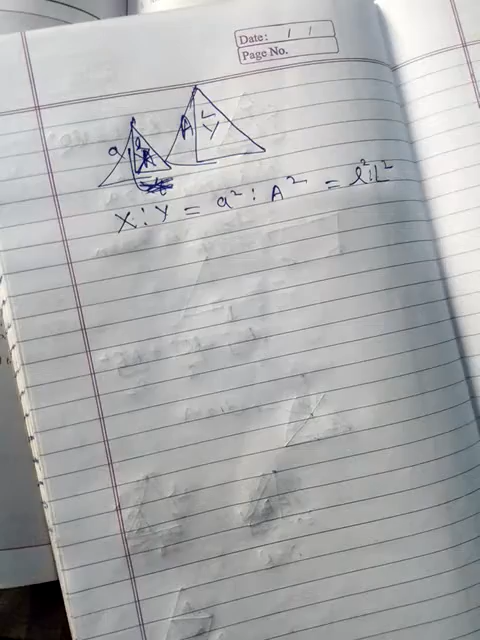 Date: / /
Page No.
a l A L
Y
X : Y = a² : A² = l² : L²